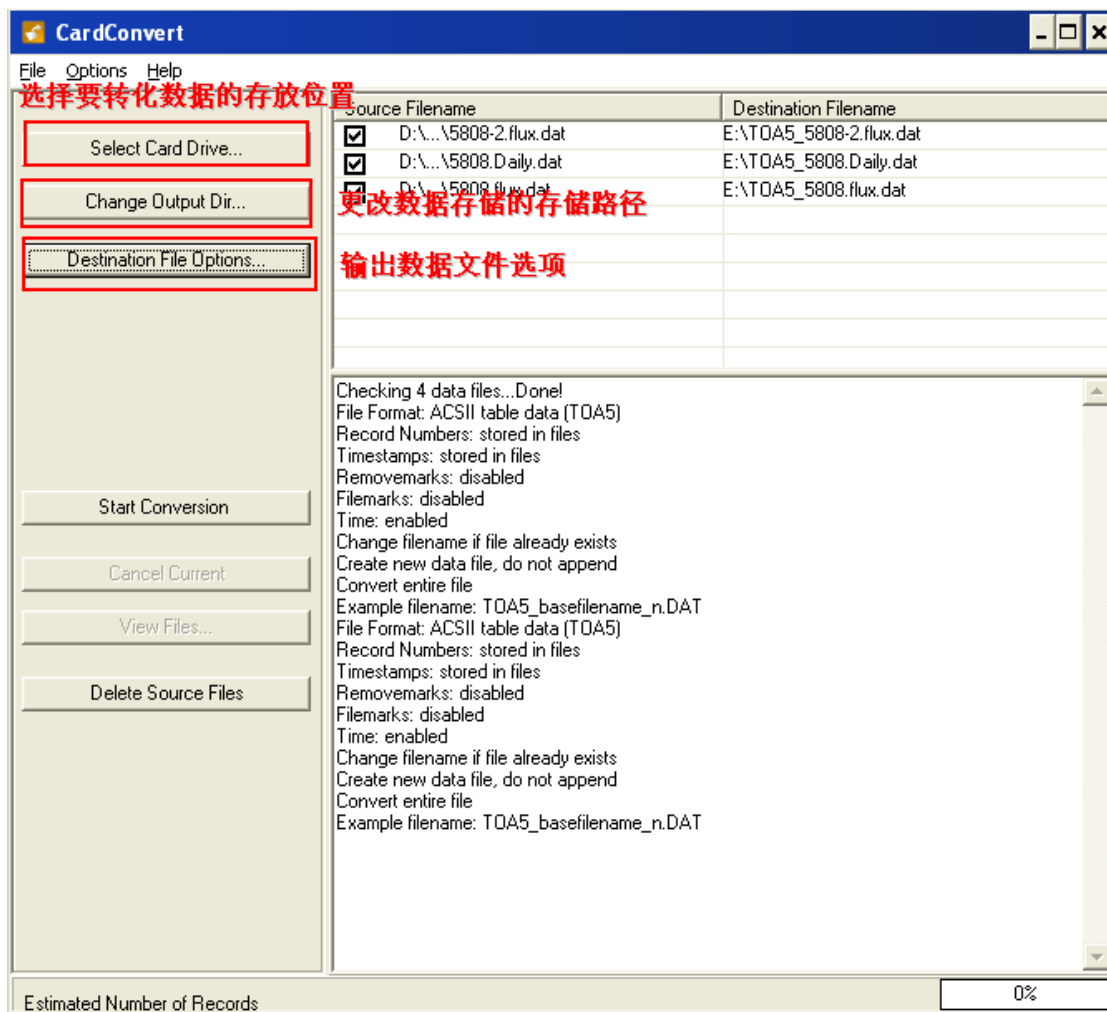 CardConvert
File Options Help
选择要转化数据的存放位置
Source Filename Destination Filename
Select Card Drive...
D:\...\5808-2.flux.dat E:\TOA5_5808-2.flux.dat
D:\...\5808.Daily.dat E:\TOA5_5808.Daily.dat
D:\...\5808.flux.dat E:\TOA5_5808.flux.dat
Change Output Dir...
更改数据存储的存储路径
Destination File Options...
输出数据文件选项
Checking 4 data files...Done!
File Format: ACSII table data (TOA5)
Record Numbers: stored in files
Timestamps: stored in files
Removemarks: disabled
Filemarks: disabled
Time: enabled
Change filename if file already exists
Create new data file, do not append
Convert entire file
Example filename: TOA5_basefilename_n.DAT
File Format: ACSII table data (TOA5)
Record Numbers: stored in files
Timestamps: stored in files
Removemarks: disabled
Filemarks: disabled
Time: enabled
Change filename if file already exists
Create new data file, do not append
Convert entire file
Example filename: TOA5_basefilename_n.DAT
Start Conversion
Cancel Current
View Files...
Delete Source Files
Estimated Number of Records
0%